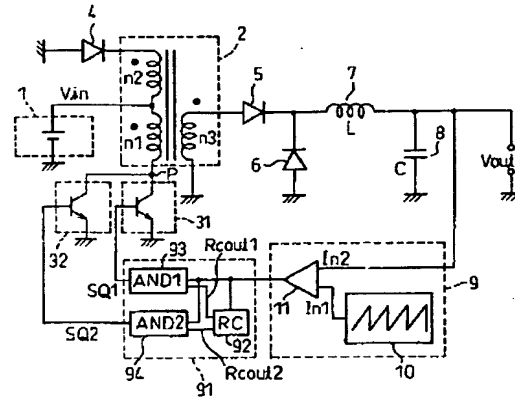 4
2
n2
Vin
1
n1
n3
5
7
L
6
C
8
Vout
P
32
31
93
Rcout1
SQ1
AND1
In2
9
11
In1
SQ2
AND2
RC
92
10
94
Rcout2
91